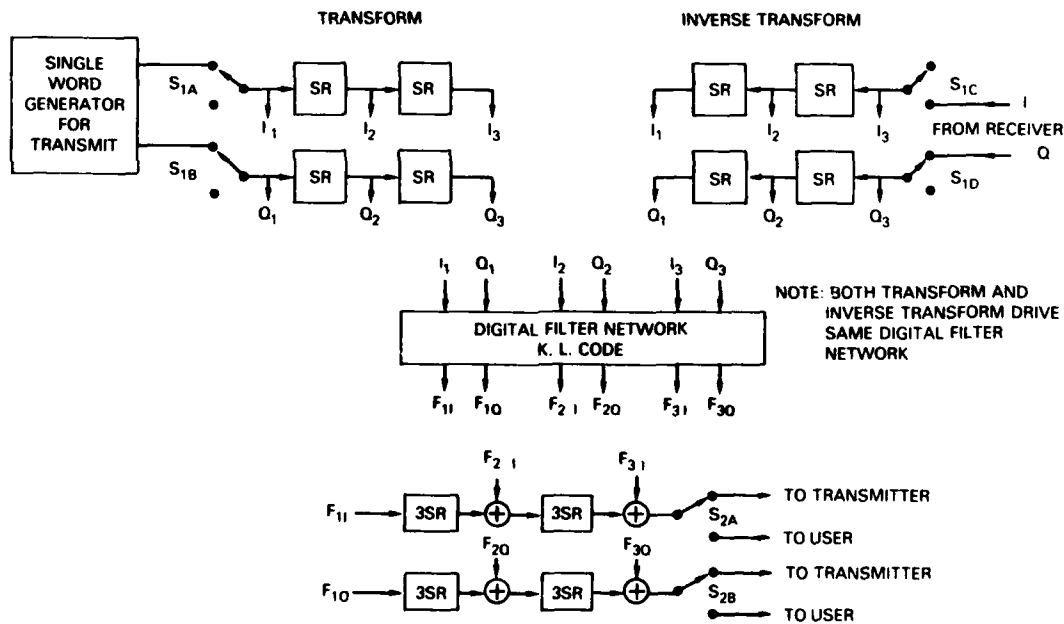 TRANSFORM
INVERSE TRANSFORM
SINGLE
WORD
GENERATOR
FOR
TRANSMIT
S1A
SR
SR
I1
I2
I3
S1B
SR
SR
Q1
Q2
Q3
SR
SR
S1C
I
I1
I2
I3
FROM RECEIVER
Q
SR
SR
S1D
Q1
Q2
Q3
I1 Q1 I2 Q2 I3 Q3
DIGITAL FILTER NETWORK
K. L. CODE
F1I F1Q F2I F2Q F3I F3Q
NOTE: BOTH TRANSFORM AND
INVERSE TRANSFORM DRIVE
SAME DIGITAL FILTER
NETWORK
F2I
F3I
F1I
3SR
+
3SR
+
S2A
TO TRANSMITTER
TO USER
F2Q
F3Q
F1Q
3SR
+
3SR
+
S2B
TO TRANSMITTER
TO USER